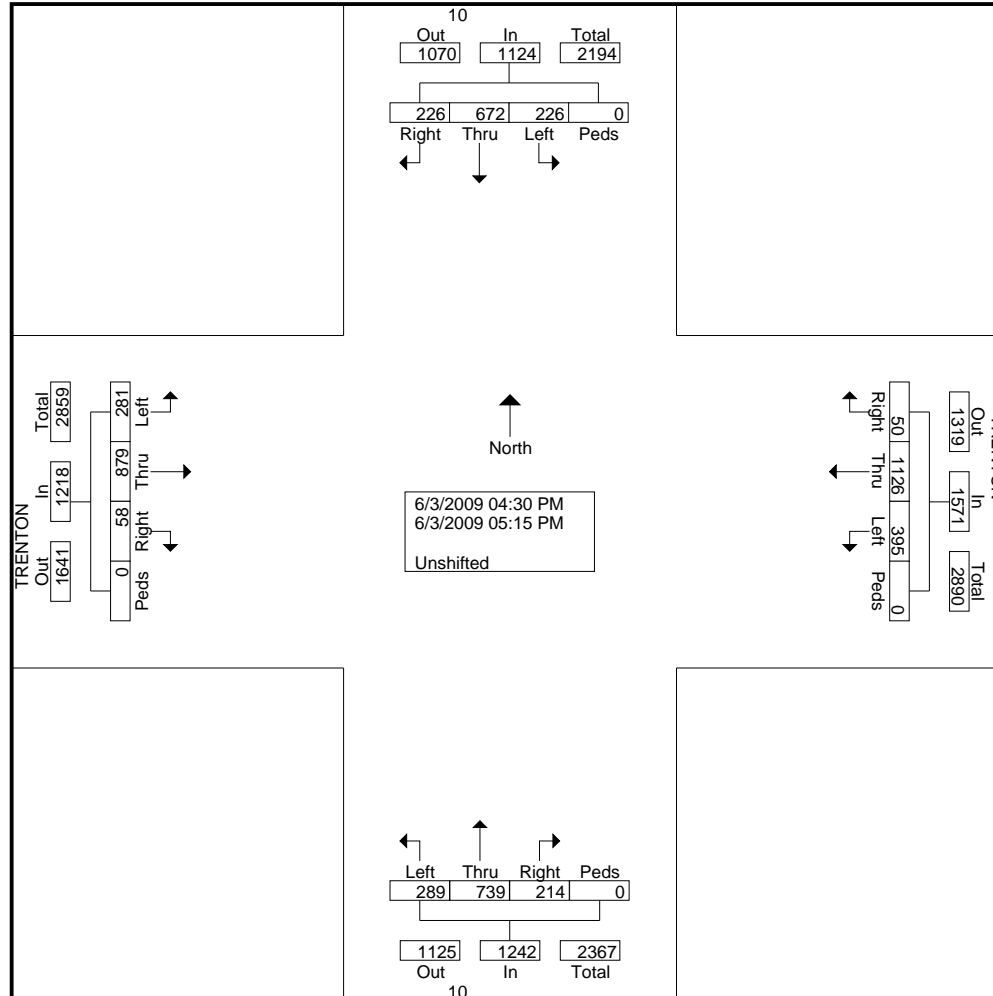 10
Out In Total
1070 1124 2194
226 672 226 0
Right Thru Left Peds
TRENTON
Total In Out
2859 1218 1641
281 879 58 0
Left Thru Right Peds
North
6/3/2009 04:30 PM
6/3/2009 05:15 PM
Unshifted
Right Thru Left Peds
50 1126 395 0
1319 1571 2890
Out In Total
Left Thru Right Peds
289 739 214 0
1125 1242 2367
Out In Total
10